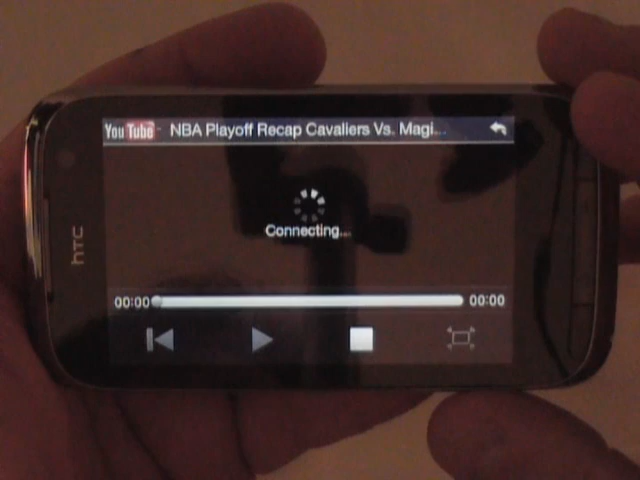 hTC
YouTube NBA Playoff Recap Cavaliers Vs. Magi...
Connecting...
00:00 00:00